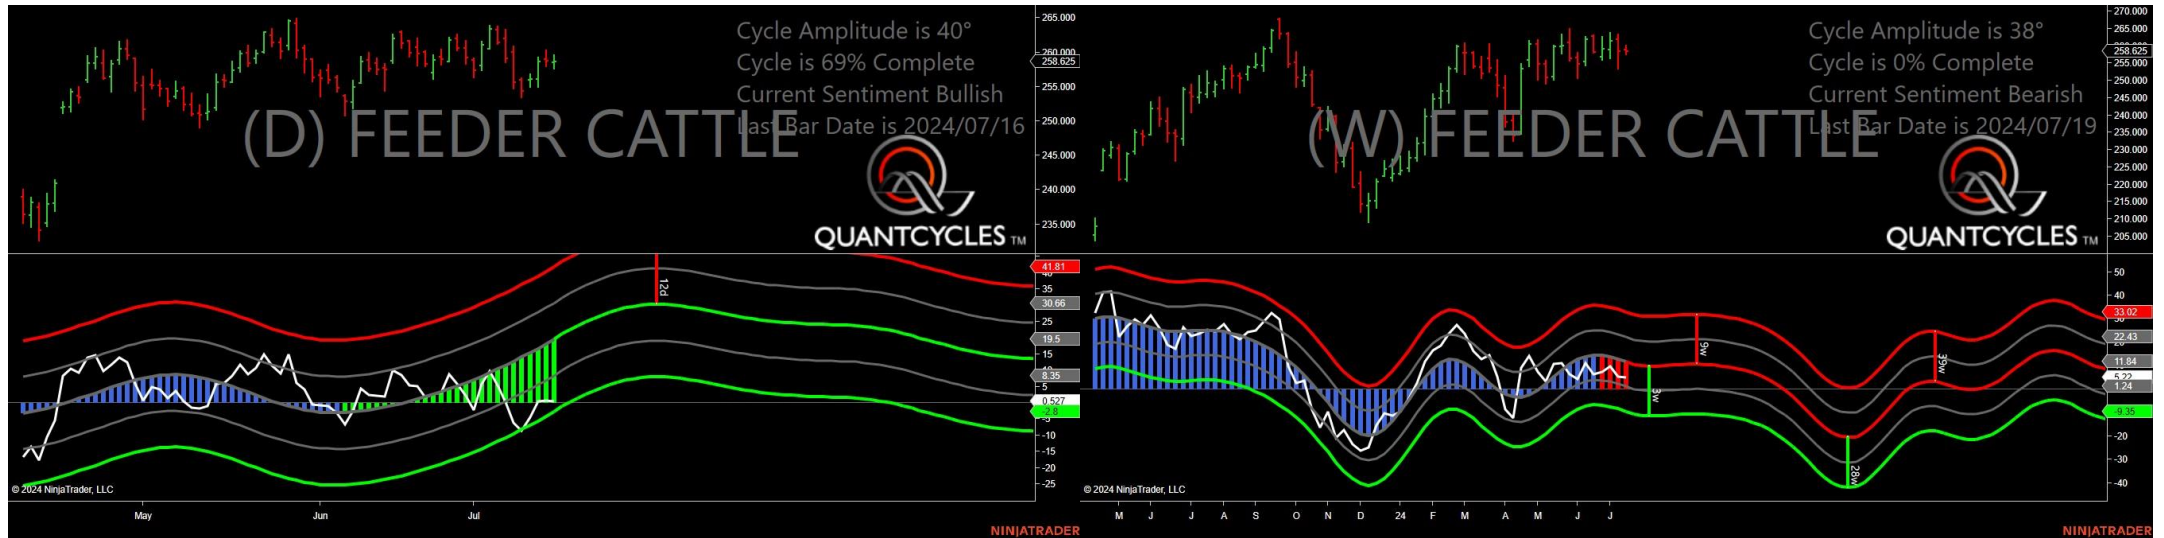 Cycle Amplitude is 40°
Cycle is 69% Complete
Current Sentiment Bullish
Last Bar Date is 2024/07/16
(D) FEEDER CATTLE
QUANTCYCLES TM
265.000
260.000
258.625
255.000
250.000
245.000
240.000
235.000
12d
41.81
40
35
30.66
25
19.5
15
10
8.35
5
0.527
-2.8
-5
-10
-15
-20
-25
© 2024 NinjaTrader, LLC
May
Jun
Jul
NINJATRADER
Cycle Amplitude is 38°
Cycle is 0% Complete
Current Sentiment Bearish
Last Bar Date is 2024/07/19
(W) FEEDER CATTLE
QUANTCYCLES TM
270.000
265.000
258.625
255.000
250.000
245.000
240.000
235.000
230.000
225.000
220.000
215.000
210.000
205.000
9w
3w
28w
39w
50
40
33.02
30
22.43
20
11.84
5.22
1.24
-9.35
-20
-30
-40
© 2024 NinjaTrader, LLC
M
J
J
A
S
O
N
D
24
F
M
A
M
J
J
NINJATRADER